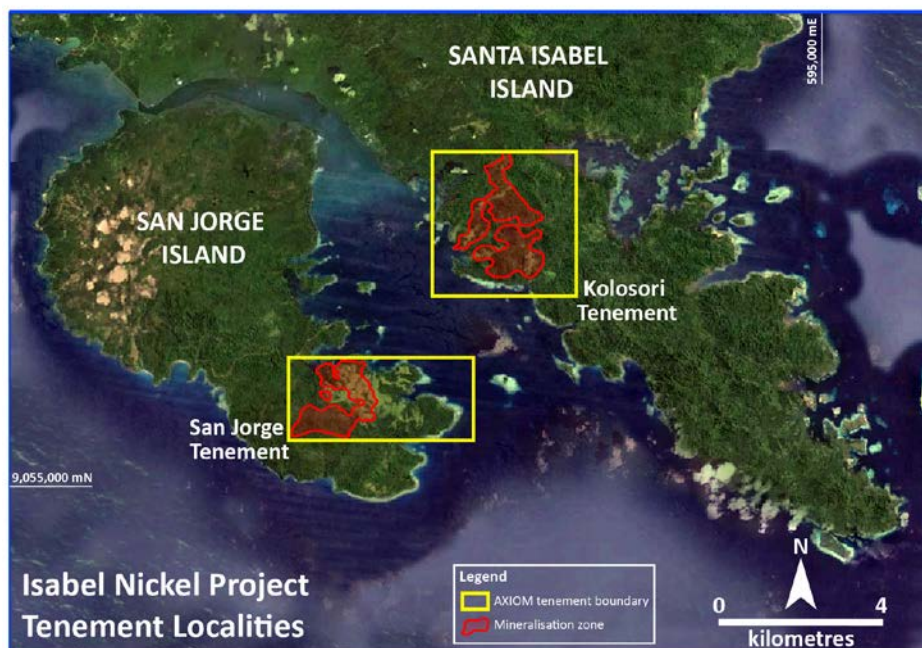 SANTA ISABEL
ISLAND
595,000 mE
SAN JORGE
ISLAND
Kolosori
Tenement
San Jorge
Tenement
9,055,000 mN
Isabel Nickel Project
Tenement Localities
Legend
AXIOM tenement boundary
Mineralisation zone
N
0 4
kilometres